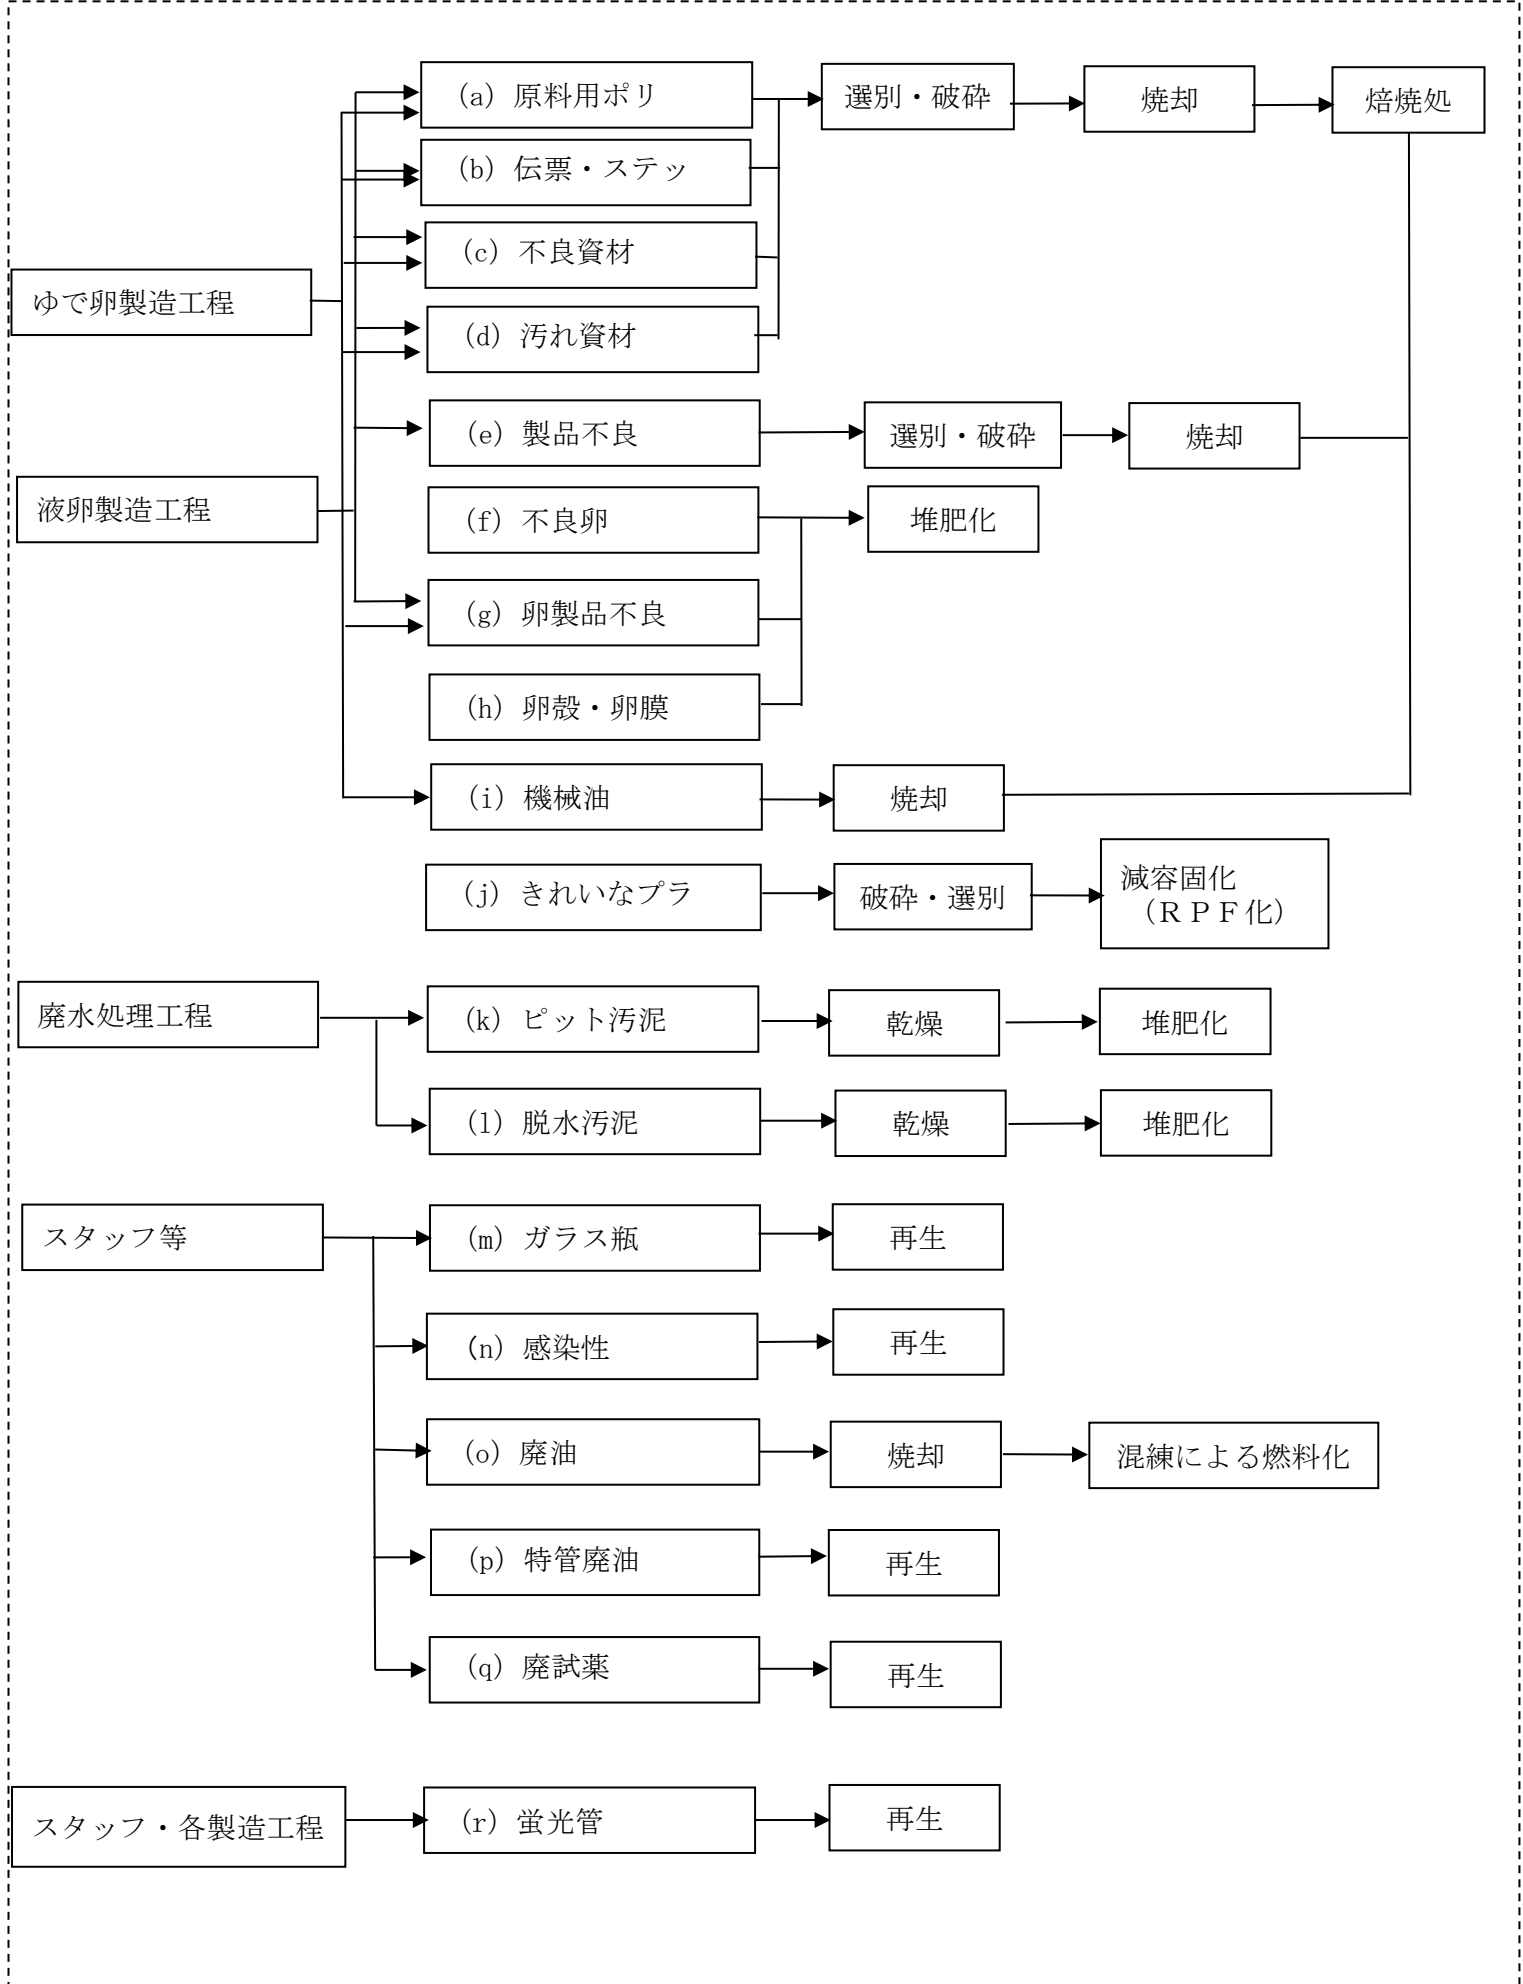 (a) 原料用ポリ
選別・破砕
焼却
焙焼処
(b) 伝票・ステッ
(c) 不良資材
ゆで卵製造工程
(d) 汚れ資材
(e) 製品不良
選別・破砕
焼却
液卵製造工程
(f) 不良卵
堆肥化
(g) 卵製品不良
(h) 卵殻・卵膜
(i) 機械油
焼却
(j) きれいなプラ
破砕・選別
減容固化
（ＲＰＦ化）
廃水処理工程
(k) ピット汚泥
乾燥
堆肥化
(l) 脱水汚泥
乾燥
堆肥化
スタッフ等
(m) ガラス瓶
再生
(n) 感染性
再生
(o) 廃油
焼却
混練による燃料化
(p) 特管廃油
再生
(q) 廃試薬
再生
スタッフ・各製造工程
(r) 蛍光管
再生